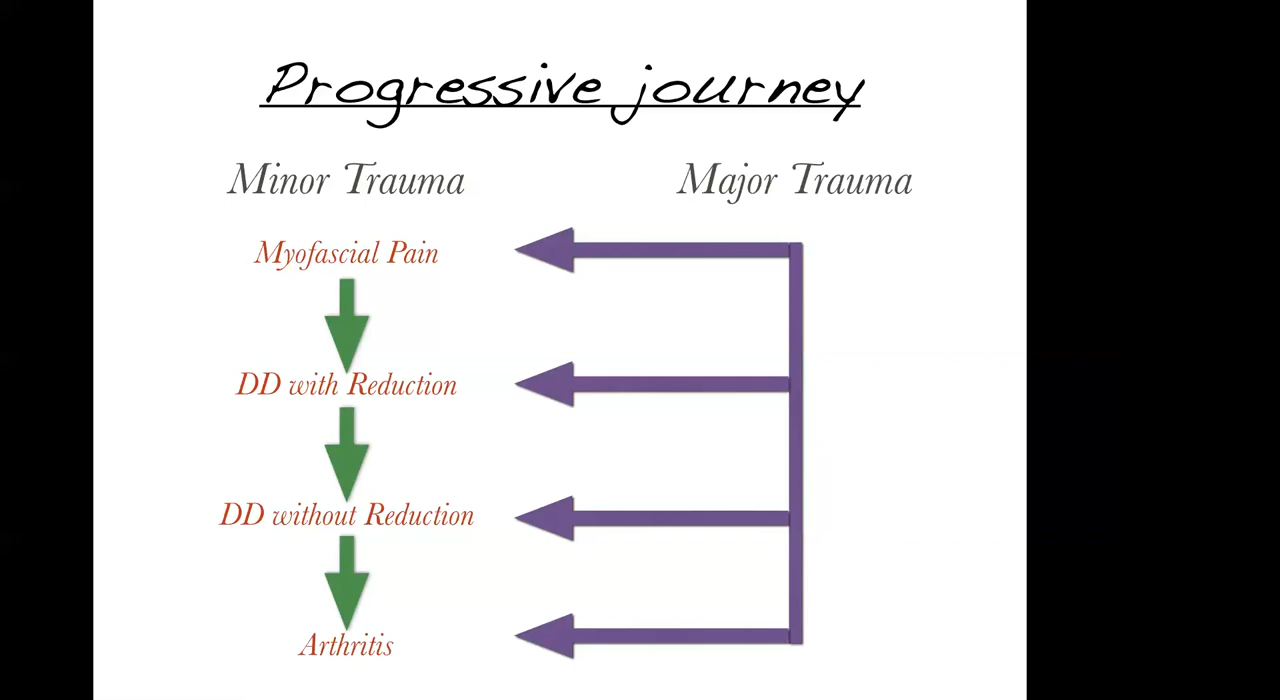 Progressive journey
Minor Trauma
Major Trauma
Myofascial Pain
DD with Reduction
DD without Reduction
Arthritis